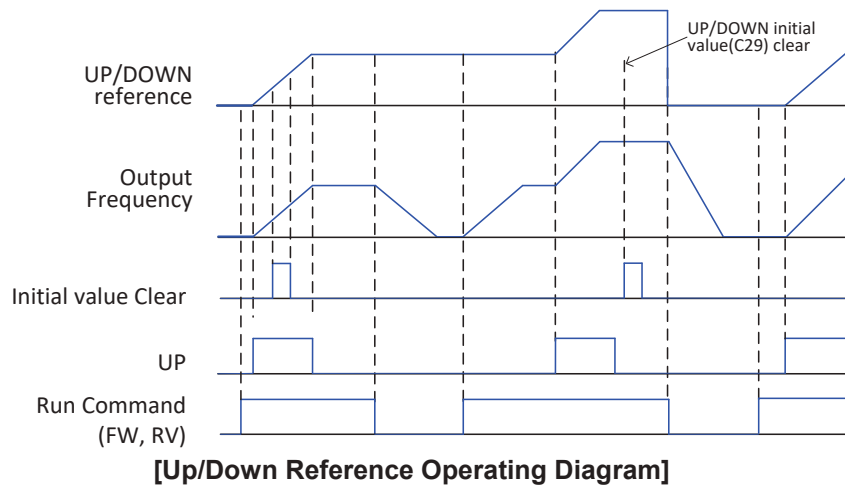 UP/DOWN initial
value(C29) clear
UP/DOWN
reference
Output
Frequency
Initial value Clear
UP
Run Command
(FW, RV)
[Up/Down Reference Operating Diagram]